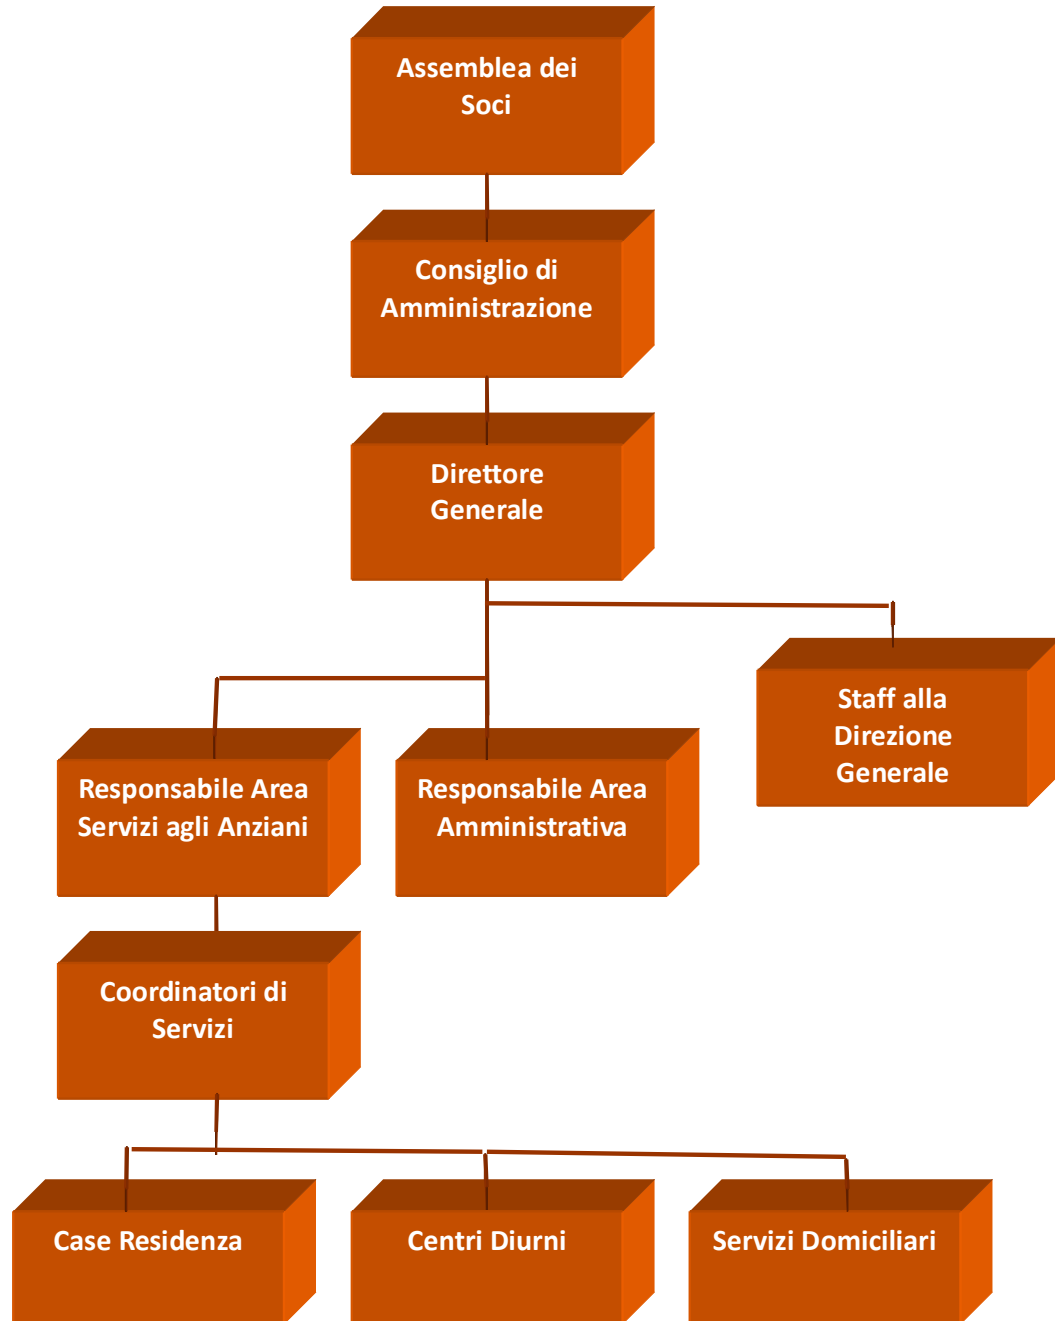 Assemblea dei
Soci
Consiglio di
Amministrazione
Direttore
Generale
Staff alla
Direzione
Generale
Responsabile Area
Servizi agli Anziani
Responsabile Area
Amministrativa
Coordinatori di
Servizi
Case Residenza
Centri Diurni
Servizi Domiciliari